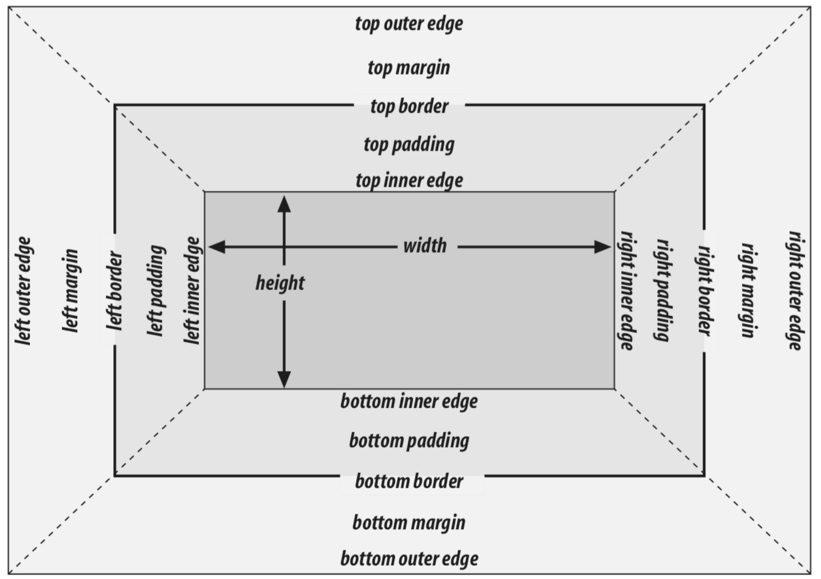 top outer edge
top margin
top border
top padding
top inner edge
left outer edge
left margin
left border
left padding
left inner edge
width
height
right inner edge
right padding
right border
right margin
right outer edge
bottom inner edge
bottom padding
bottom border
bottom margin
bottom outer edge